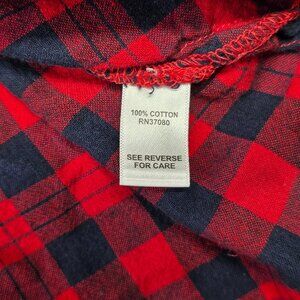 100% COTTON
RN37080
SEE REVERSE
FOR CARE